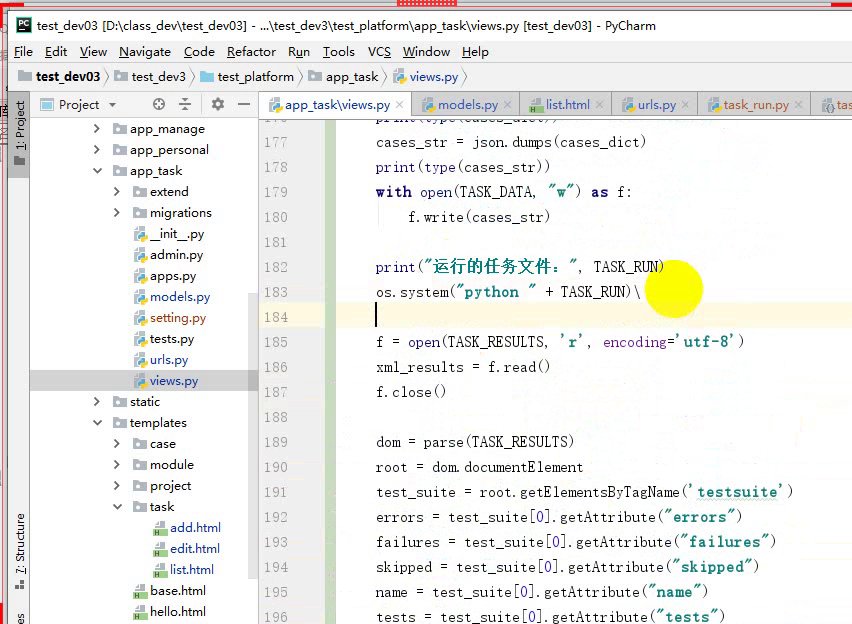 test_dev03 [D:\class_dev\test_dev03] - ...\test_dev3\test_platform\app_task\views.py [test_dev03] - PyCharm
File Edit View Navigate Code Refactor Run Tools VCS Window Help
test_dev03 test_dev3 test_platform app_task views.py
Project
app_task\views.py models.py list.html urls.py task_run.py tas
1: Project
7: Structure
app_manage
app_personal
app_task
extend
migrations
__init__.py
admin.py
apps.py
models.py
setting.py
tests.py
urls.py
views.py
static
templates
case
module
project
task
add.html
edit.html
list.html
base.html
hello.html
176 print(type(cases_dict))
177 cases_str = json.dumps(cases_dict)
178 print(type(cases_str))
179 with open(TASK_DATA, "w") as f:
180 f.write(cases_str)
181
182 print("运行的任务文件：", TASK_RUN)
183 os.system("python " + TASK_RUN)\
184
185 f = open(TASK_RESULTS, 'r', encoding='utf-8')
186 xml_results = f.read()
187 f.close()
188
189 dom = parse(TASK_RESULTS)
190 root = dom.documentElement
191 test_suite = root.getElementsByTagName('testsuite')
192 errors = test_suite[0].getAttribute("errors")
193 failures = test_suite[0].getAttribute("failures")
194 skipped = test_suite[0].getAttribute("skipped")
195 name = test_suite[0].getAttribute("name")
196 tests = test_suite[0].getAttribute("tests")